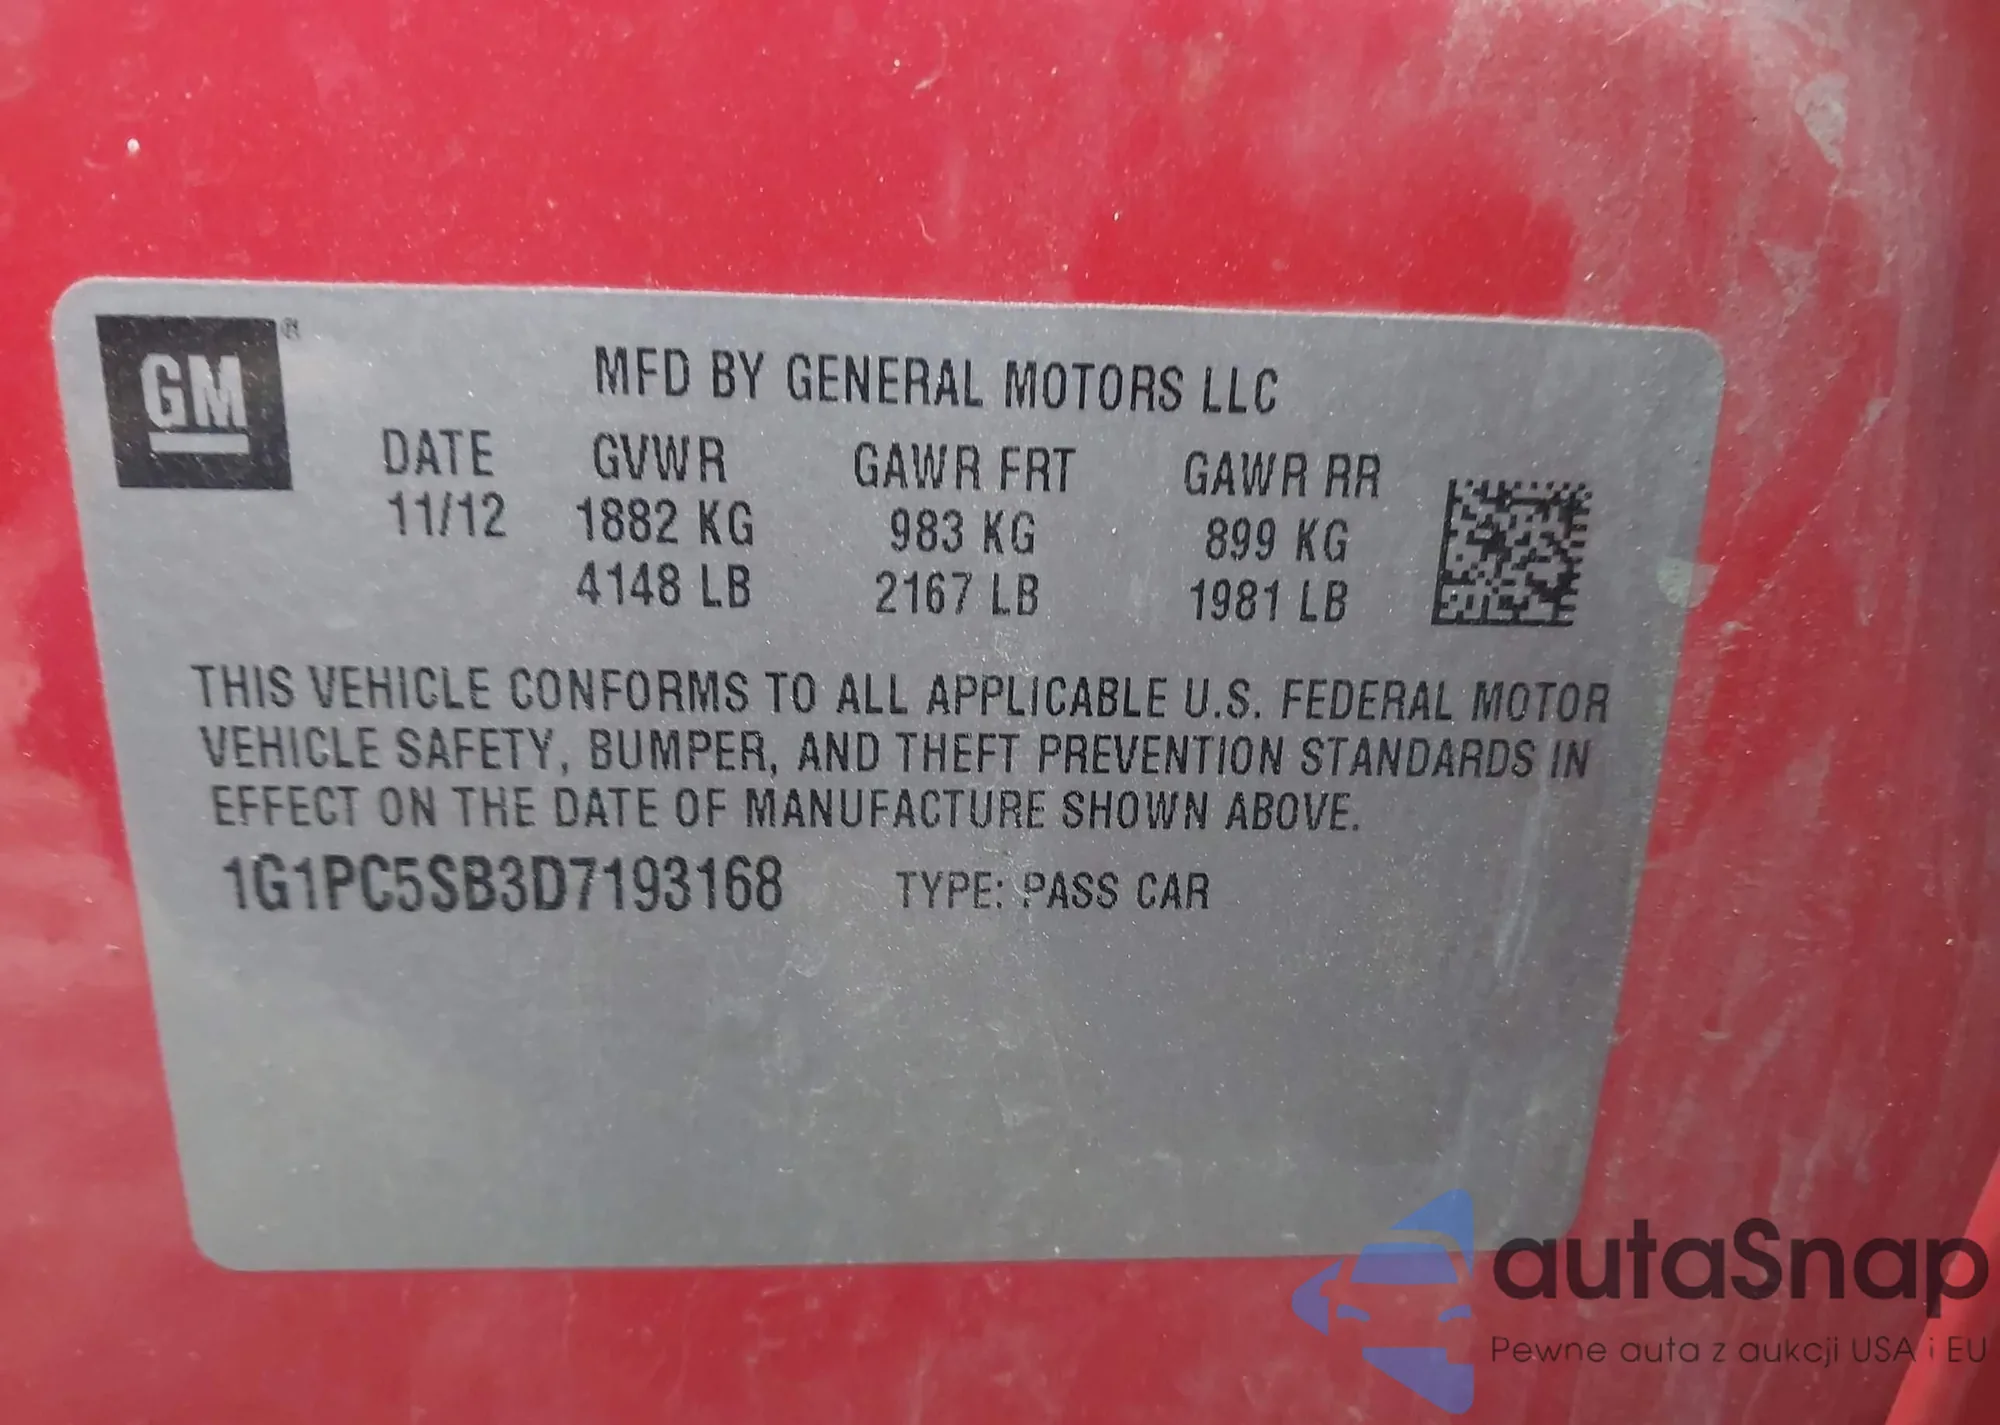 GM ®
MFD BY GENERAL MOTORS LLC
DATE GVWR GAWR FRT GAWR RR
11/12 1882 KG 983 KG 899 KG
4148 LB 2167 LB 1981 LB
THIS VEHICLE CONFORMS TO ALL APPLICABLE U.S. FEDERAL MOTOR
VEHICLE SAFETY, BUMPER, AND THEFT PREVENTION STANDARDS IN
EFFECT ON THE DATE OF MANUFACTURE SHOWN ABOVE.
1G1PC5SB3D7193168 TYPE: PASS CAR
autaSnap
Pewne auta z aukcji USA i EU